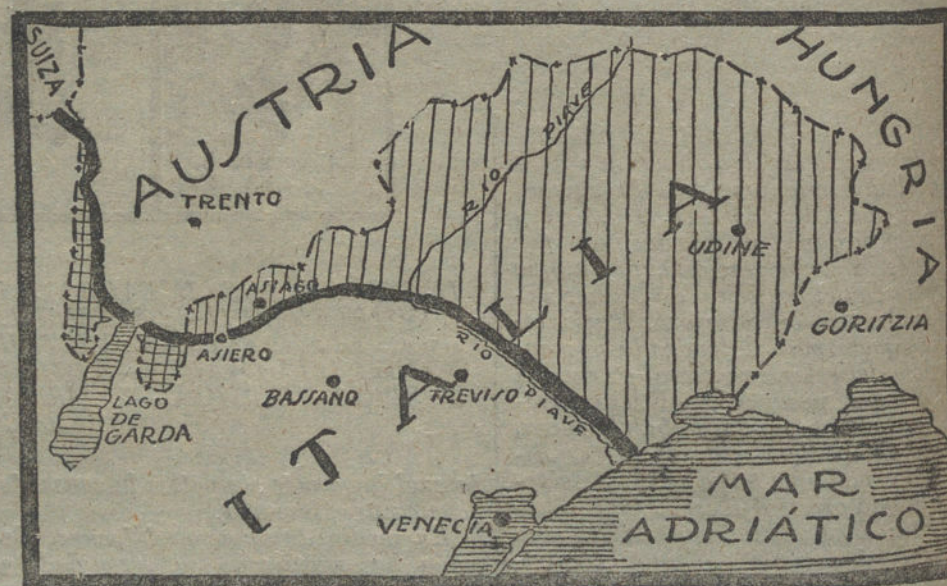 SUIZA
AUSTRIA
HUNGRIA
TRENTO
RIO PIAVE
ITALIA
UDINE
ASIAGO
GORITZIA
ASIERO
RIO PIAVE
BASSANO
TREVISO
LAGO
DE
GARDA
VENECIA
MAR
ADRIÁTICO